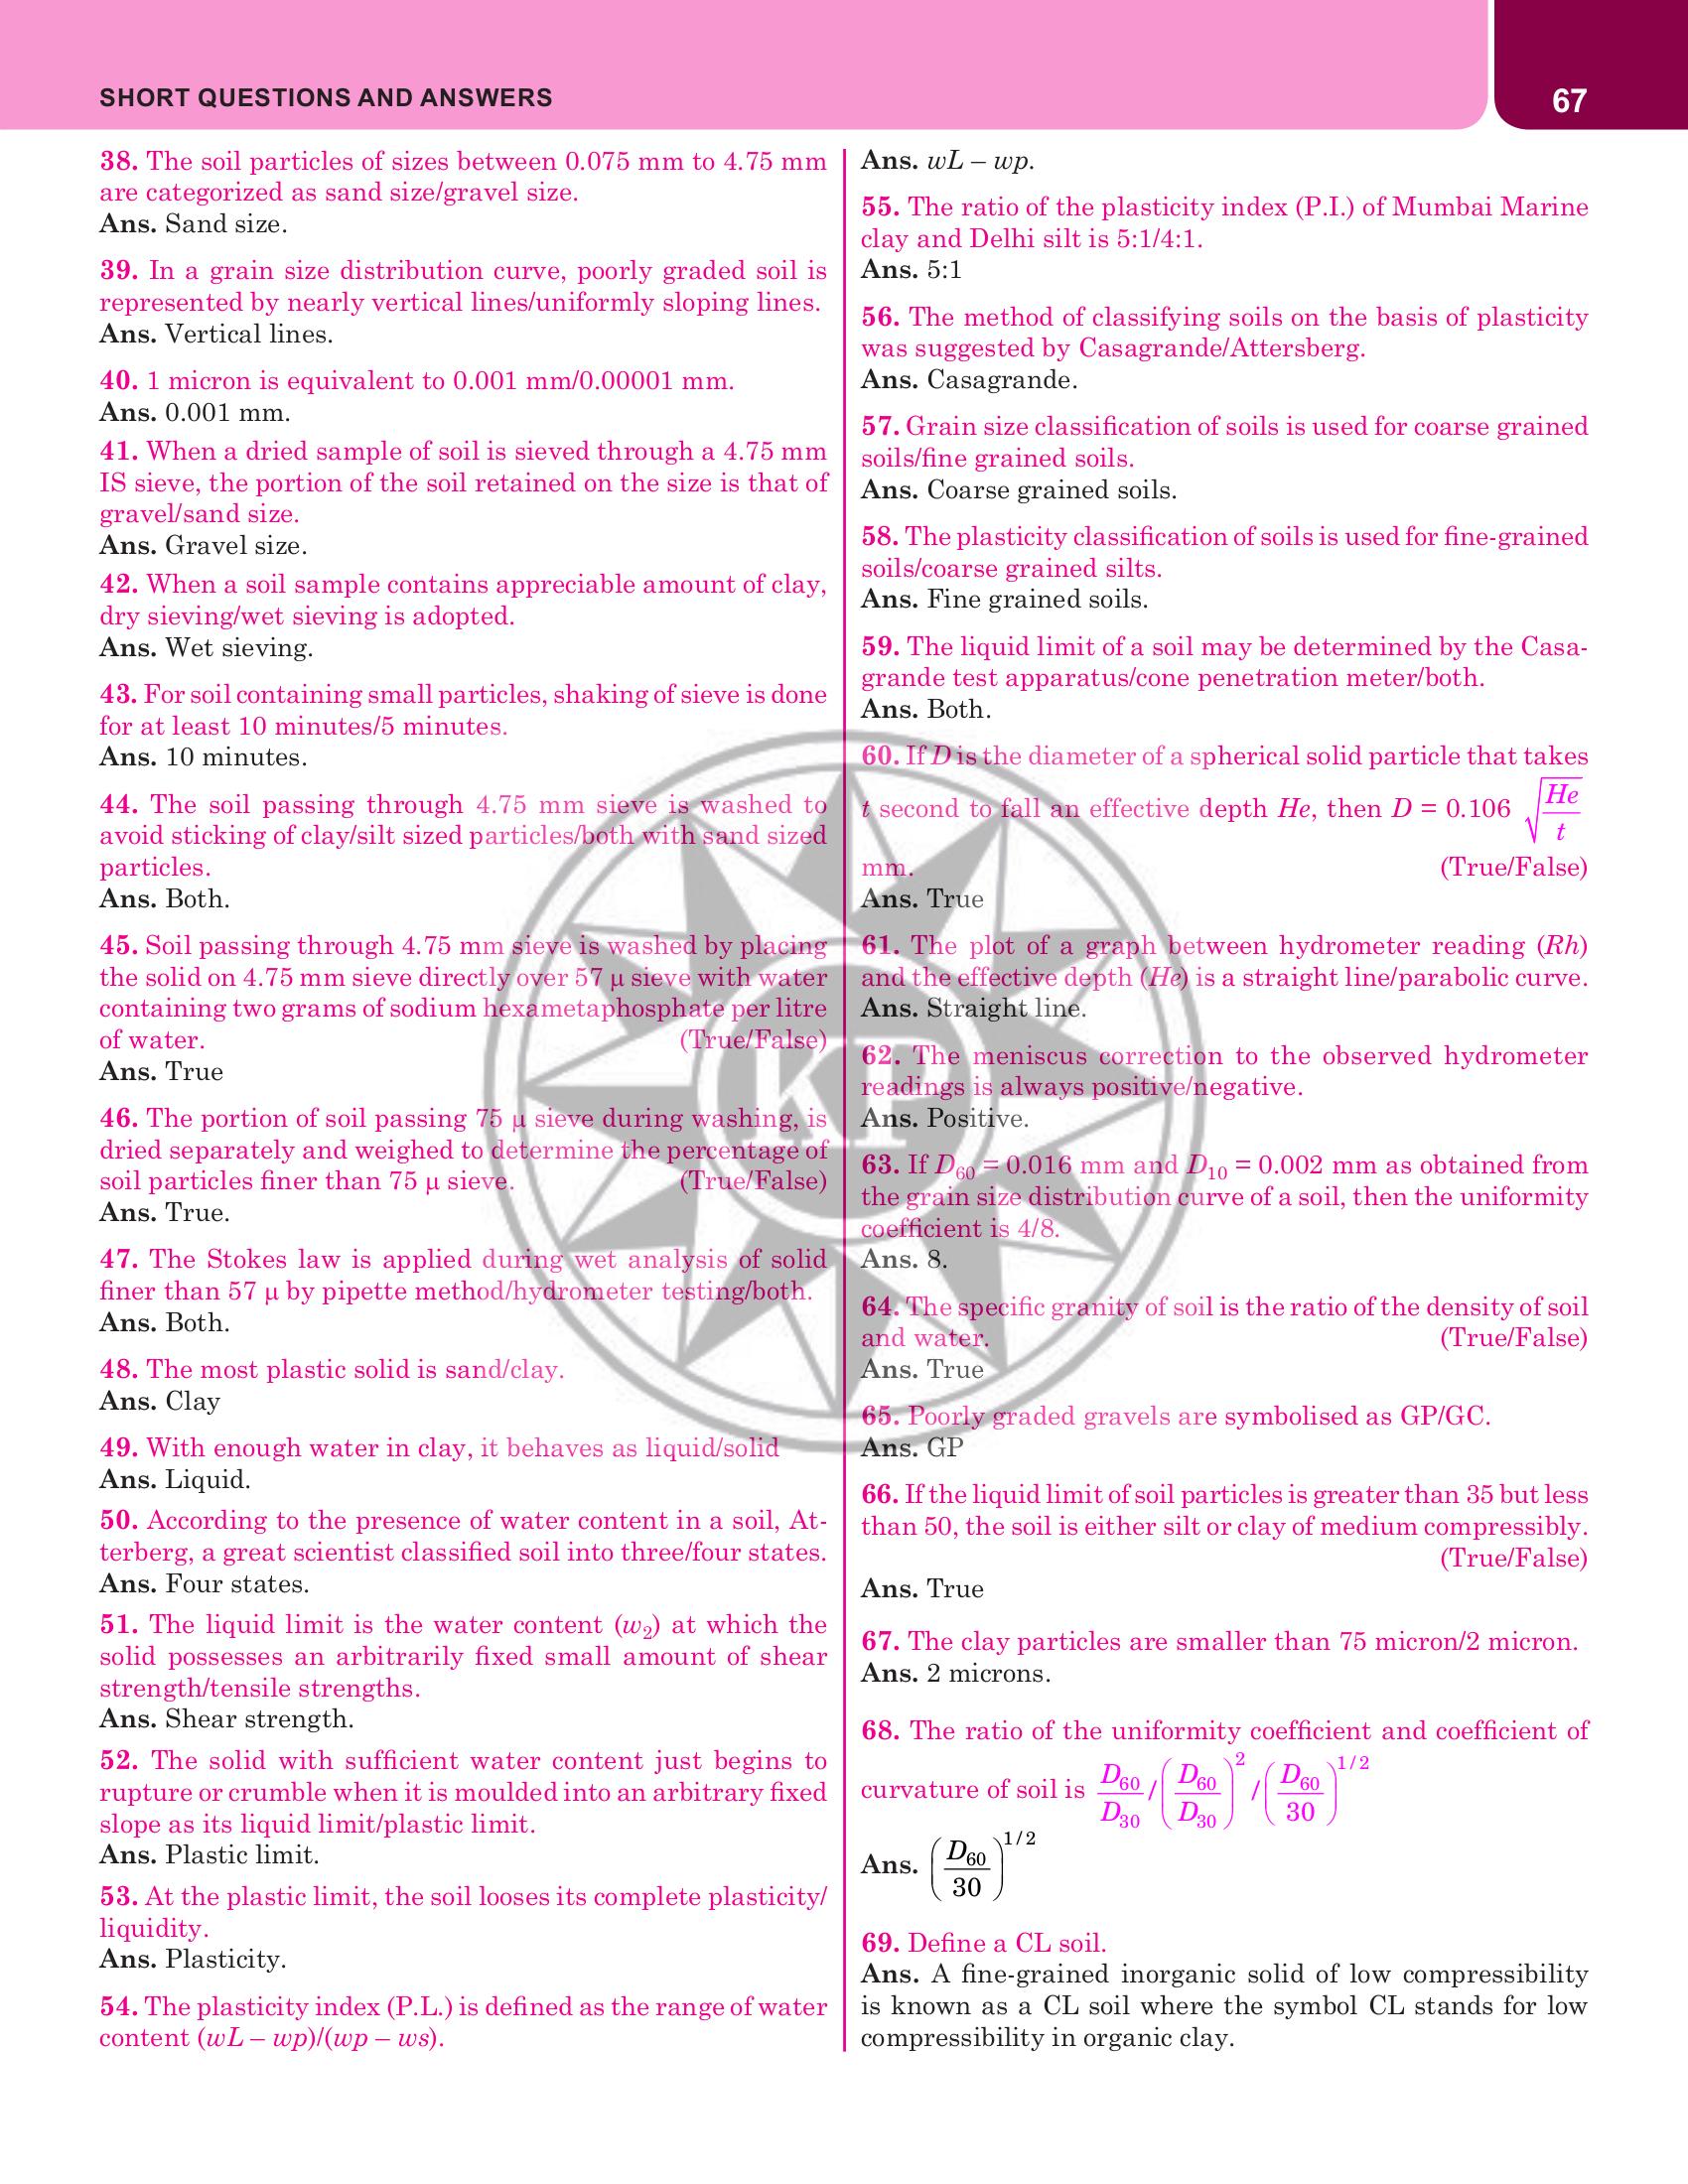 SHORT QUESTIONS AND ANSWERS
67
38. The soil particles of sizes between 0.075 mm to 4.75 mm
are categorized as sand size/gravel size.
Ans. Sand size.
39. In a grain size distribution curve, poorly graded soil is
represented by nearly vertical lines/uniformly sloping lines.
Ans. Vertical lines.
40. 1 micron is equivalent to 0.001 mm/0.00001 mm.
Ans. 0.001 mm.
41. When a dried sample of soil is sieved through a 4.75 mm
IS sieve, the portion of the soil retained on the size is that of
gravel/sand size.
Ans. Gravel size.
42. When a soil sample contains appreciable amount of clay,
dry sieving/wet sieving is adopted.
Ans. Wet sieving.
43. For soil containing small particles, shaking of sieve is done
for at least 10 minutes/5 minutes.
Ans. 10 minutes.
44. The soil passing through 4.75 mm sieve is washed to
avoid sticking of clay/silt sized particles/both with sand sized
particles.
Ans. Both.
45. Soil passing through 4.75 mm sieve is washed by placing
the solid on 4.75 mm sieve directly over 57 µ sieve with water
containing two grams of sodium hexametaphosphate per litre
of water. (True/False)
Ans. True
46. The portion of soil passing 75 µ sieve during washing, is
dried separately and weighed to determine the percentage of
soil particles finer than 75 µ sieve. (True/False)
Ans. True.
47. The Stokes law is applied during wet analysis of solid
finer than 57 µ by pipette method/hydrometer testing/both.
Ans. Both.
48. The most plastic solid is sand/clay.
Ans. Clay
49. With enough water in clay, it behaves as liquid/solid
Ans. Liquid.
50. According to the presence of water content in a soil, At-
terberg, a great scientist classified soil into three/four states.
Ans. Four states.
51. The liquid limit is the water content (w₂) at which the
solid possesses an arbitrarily fixed small amount of shear
strength/tensile strengths.
Ans. Shear strength.
52. The solid with sufficient water content just begins to
rupture or crumble when it is moulded into an arbitrary fixed
slope as its liquid limit/plastic limit.
Ans. Plastic limit.
53. At the plastic limit, the soil looses its complete plasticity/
liquidity.
Ans. Plasticity.
54. The plasticity index (P.L.) is defined as the range of water
content (wL – wp)/(wp – ws).
Ans. wL – wp.
55. The ratio of the plasticity index (P.I.) of Mumbai Marine
clay and Delhi silt is 5:1/4:1.
Ans. 5:1
56. The method of classifying soils on the basis of plasticity
was suggested by Casagrande/Attersberg.
Ans. Casagrande.
57. Grain size classification of soils is used for coarse grained
soils/fine grained soils.
Ans. Coarse grained soils.
58. The plasticity classification of soils is used for fine-grained
soils/coarse grained silts.
Ans. Fine grained soils.
59. The liquid limit of a soil may be determined by the Casa-
grande test apparatus/cone penetration meter/both.
Ans. Both.
60. If D is the diameter of a spherical solid particle that takes
t second to fall an effective depth He, then D = 0.106 √(He/t)
mm. (True/False)
Ans. True
61. The plot of a graph between hydrometer reading (Rh)
and the effective depth (He) is a straight line/parabolic curve.
Ans. Straight line.
62. The meniscus correction to the observed hydrometer
readings is always positive/negative.
Ans. Positive.
63. If D₆₀ = 0.016 mm and D₁₀ = 0.002 mm as obtained from
the grain size distribution curve of a soil, then the uniformity
coefficient is 4/8.
Ans. 8.
64. The specific granity of soil is the ratio of the density of soil
and water. (True/False)
Ans. True
65. Poorly graded gravels are symbolised as GP/GC.
Ans. GP
66. If the liquid limit of soil particles is greater than 35 but less
than 50, the soil is either silt or clay of medium compressibly.
(True/False)
Ans. True
67. The clay particles are smaller than 75 micron/2 micron.
Ans. 2 microns.
68. The ratio of the uniformity coefficient and coefficient of
curvature of soil is D₆₀/D₃₀ / (D₆₀/D₃₀)² / (D₆₀/30)^1/2
Ans. (D₆₀/30)^1/2
69. Define a CL soil.
Ans. A fine-grained inorganic solid of low compressibility
is known as a CL soil where the symbol CL stands for low
compressibility in organic clay.
KP